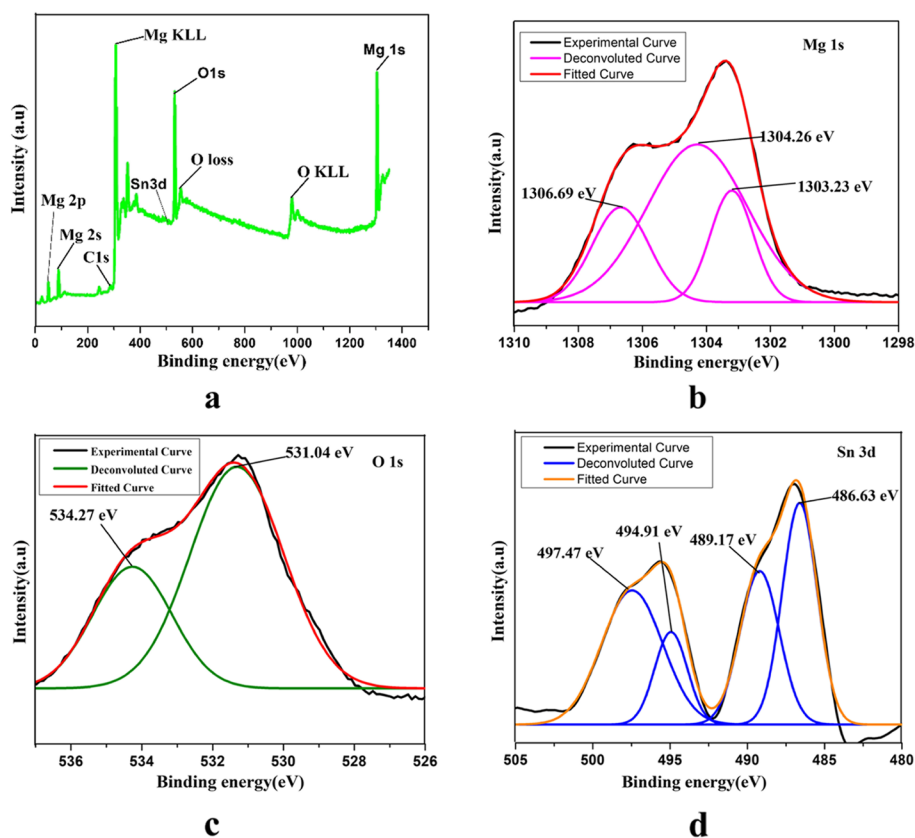 Mg KLL
O1s
Mg 1s
O loss
Sn3d
O KLL
Mg 2p
Mg 2s
C1s
Intensity (a.u)
0 200 400 600 800 1000 1200 1400
Binding energy(eV)
a
Experimental Curve
Deconvoluted Curve
Fitted Curve
Mg 1s
1304.26 eV
1306.69 eV
1303.23 eV
Intensity(a.u)
1310 1308 1306 1304 1302 1300 1298
Binding energy(eV)
b
Experimental Curve
Deconvoluted Curve
Fitted Curve
O 1s
531.04 eV
534.27 eV
Intensity(a.u)
536 534 532 530 528 526
Binding energy(eV)
c
Experimental Curve
Deconvoluted Curve
Fitted Curve
Sn 3d
486.63 eV
494.91 eV
489.17 eV
497.47 eV
Intensity(a.u)
505 500 495 490 485 480
Binding energy(eV)
d